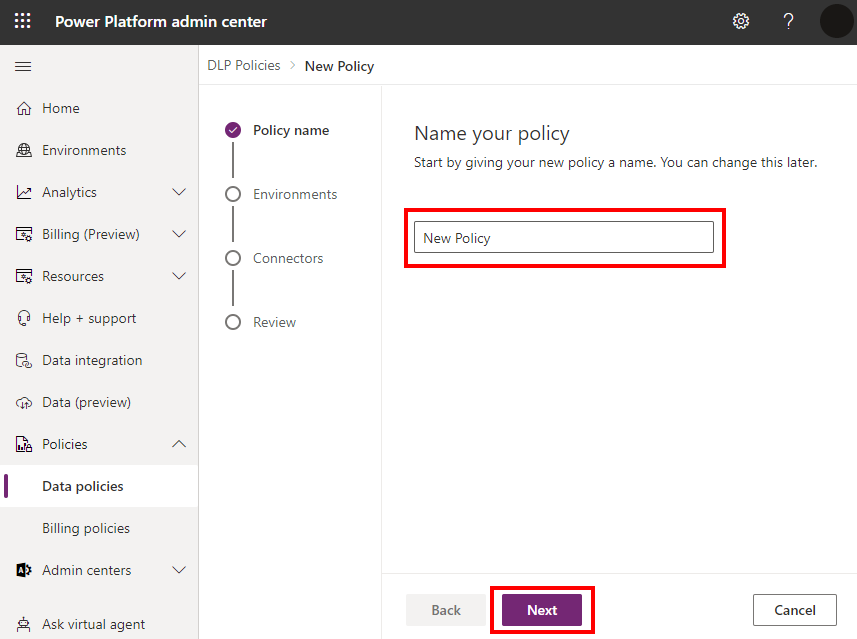 Power Platform admin center
?
DLP Policies > New Policy
Home
Environments
Analytics
Billing (Preview)
Resources
Help + support
Data integration
Data (preview)
Policies
Data policies
Billing policies
Admin centers
Ask virtual agent
Policy name
Environments
Connectors
Review
Name your policy
Start by giving your new policy a name. You can change this later.
New Policy
Back
Next
Cancel